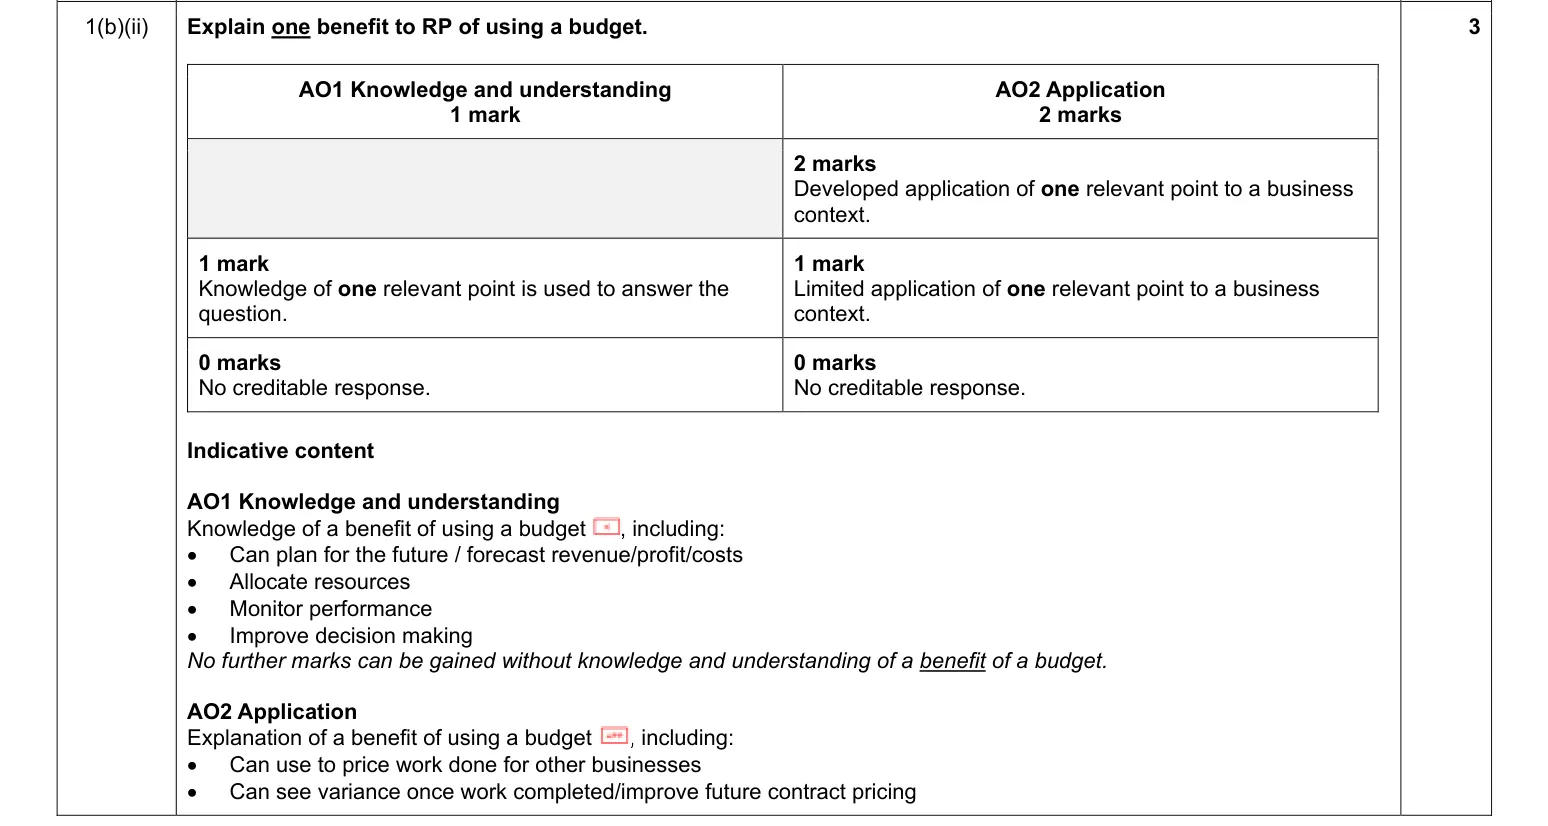 1(b)(ii) Explain one benefit to RP of using a budget. 3
AO1 Knowledge and understanding
1 mark
AO2 Application
2 marks
2 marks
Developed application of one relevant point to a business
context.
1 mark
Knowledge of one relevant point is used to answer the
question.
1 mark
Limited application of one relevant point to a business
context.
0 marks
No creditable response.
0 marks
No creditable response.
Indicative content
AO1 Knowledge and understanding
Knowledge of a benefit of using a budget , including:
• Can plan for the future / forecast revenue/profit/costs
• Allocate resources
• Monitor performance
• Improve decision making
No further marks can be gained without knowledge and understanding of a benefit of a budget.
AO2 Application
Explanation of a benefit of using a budget , including:
• Can use to price work done for other businesses
• Can see variance once work completed/improve future contract pricing